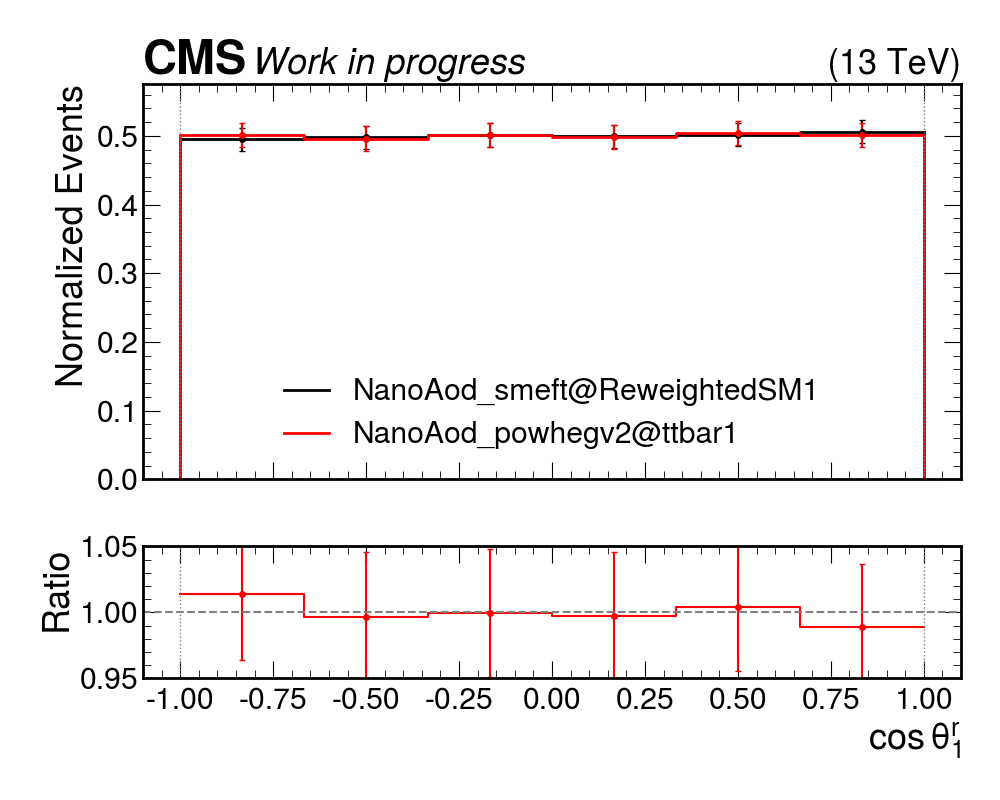 CMS Work in progress (13 TeV)
Normalized Events
0.5
0.4
0.3
0.2
0.1
0.0
NanoAod_smeft@ReweightedSM1
NanoAod_powhegv2@ttbar1
Ratio
1.05
1.00
0.95
-1.00 -0.75 -0.50 -0.25 0.00 0.25 0.50 0.75 1.00
cos θ₁ʳ